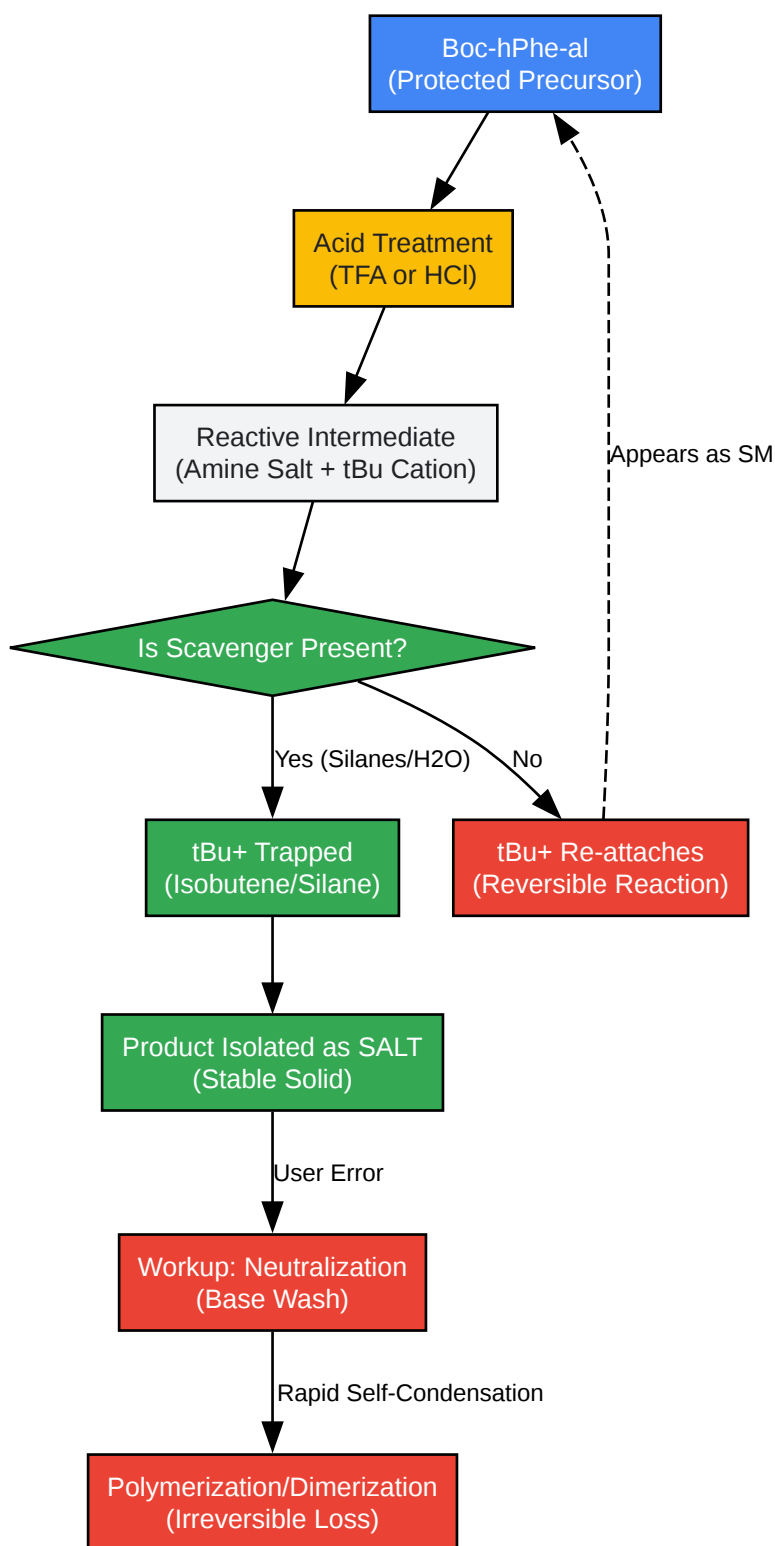 Boc-hPhe-al
(Protected Precursor)
Acid Treatment
(TFA or HCl)
Reactive Intermediate
(Amine Salt + tBu Cation)
Appears as SM
Is Scavenger Present?
Yes (Silanes/H2O)
No
tBu+ Trapped
(Isobutene/Silane)
tBu+ Re-attaches
(Reversible Reaction)
Product Isolated as SALT
(Stable Solid)
User Error
Workup: Neutralization
(Base Wash)
Rapid Self-Condensation
Polymerization/Dimerization
(Irreversible Loss)